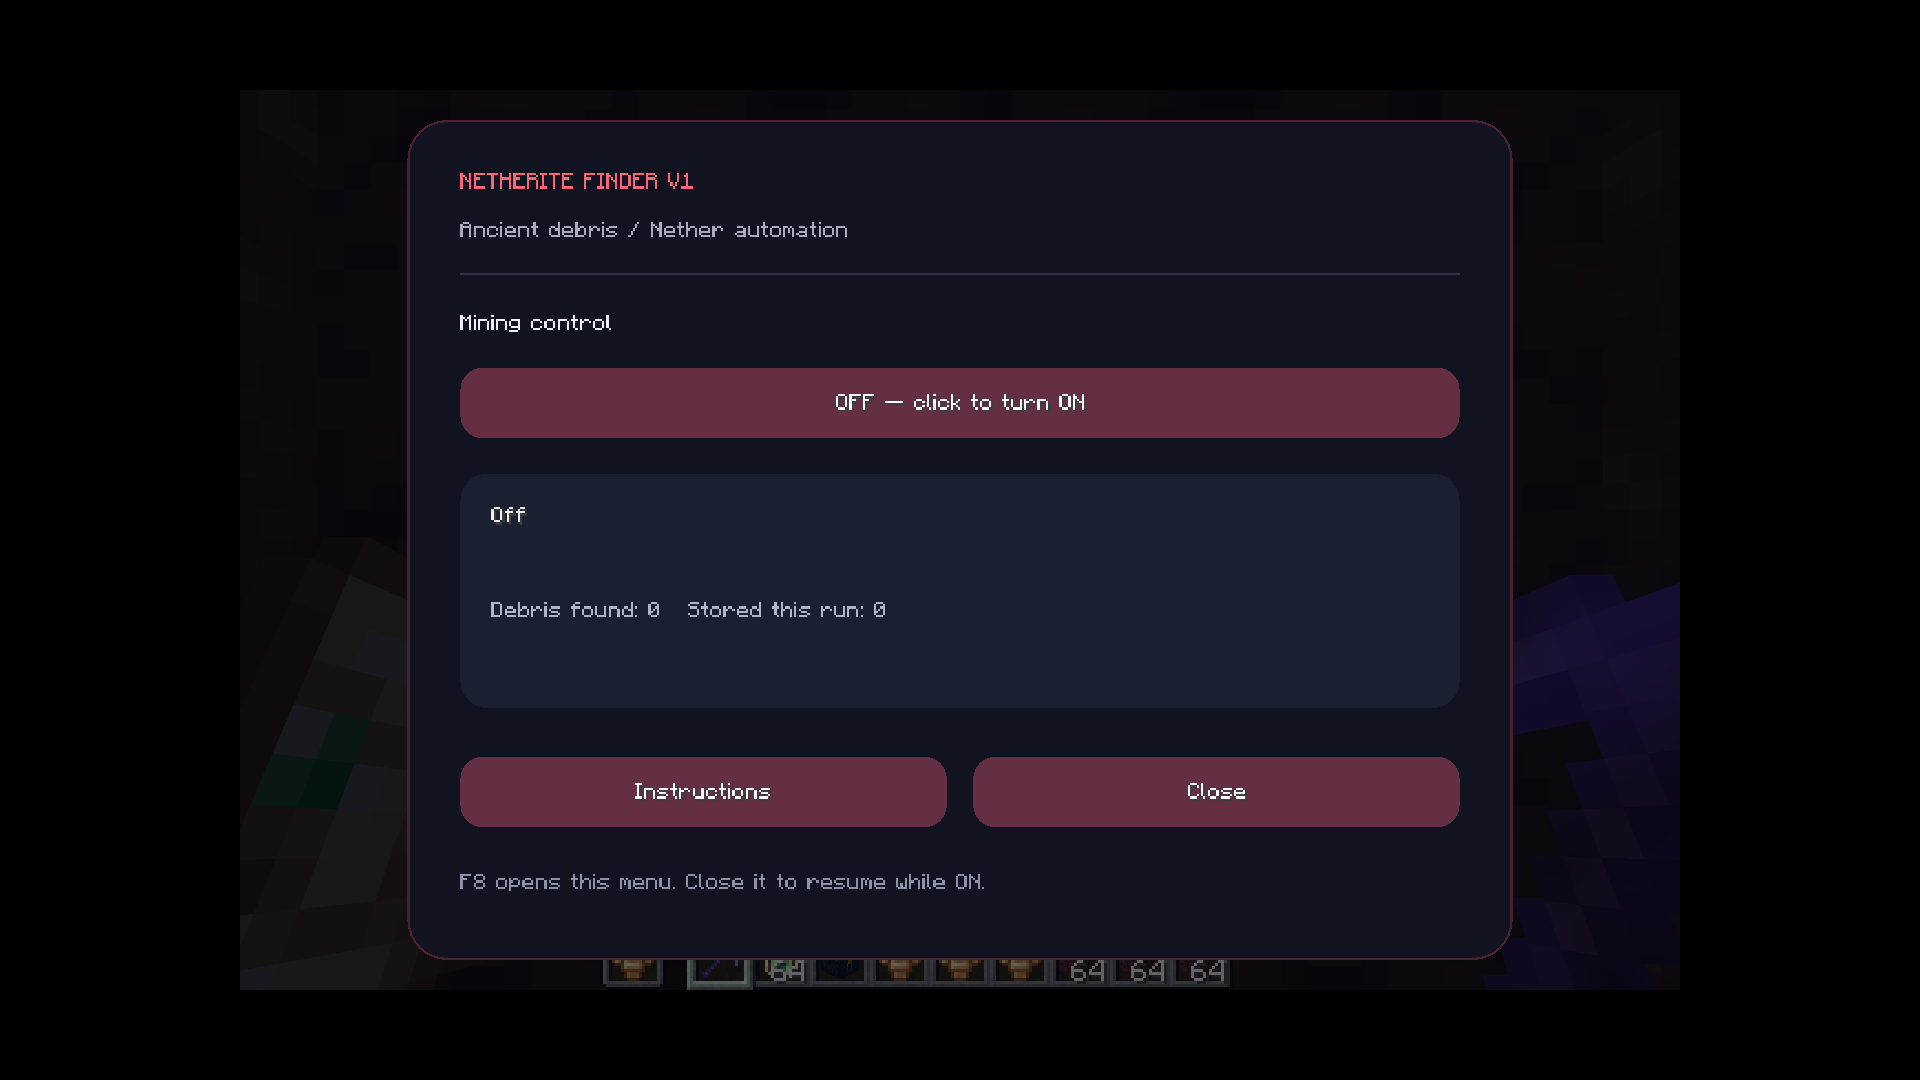 NETHERITE FINDER V1
Ancient debris / Nether automation
Mining control
OFF — click to turn ON
Off
Debris found: 0 Stored this run: 0
Instructions Close
F8 opens this menu. Close it to resume while ON.
64 64 64 64